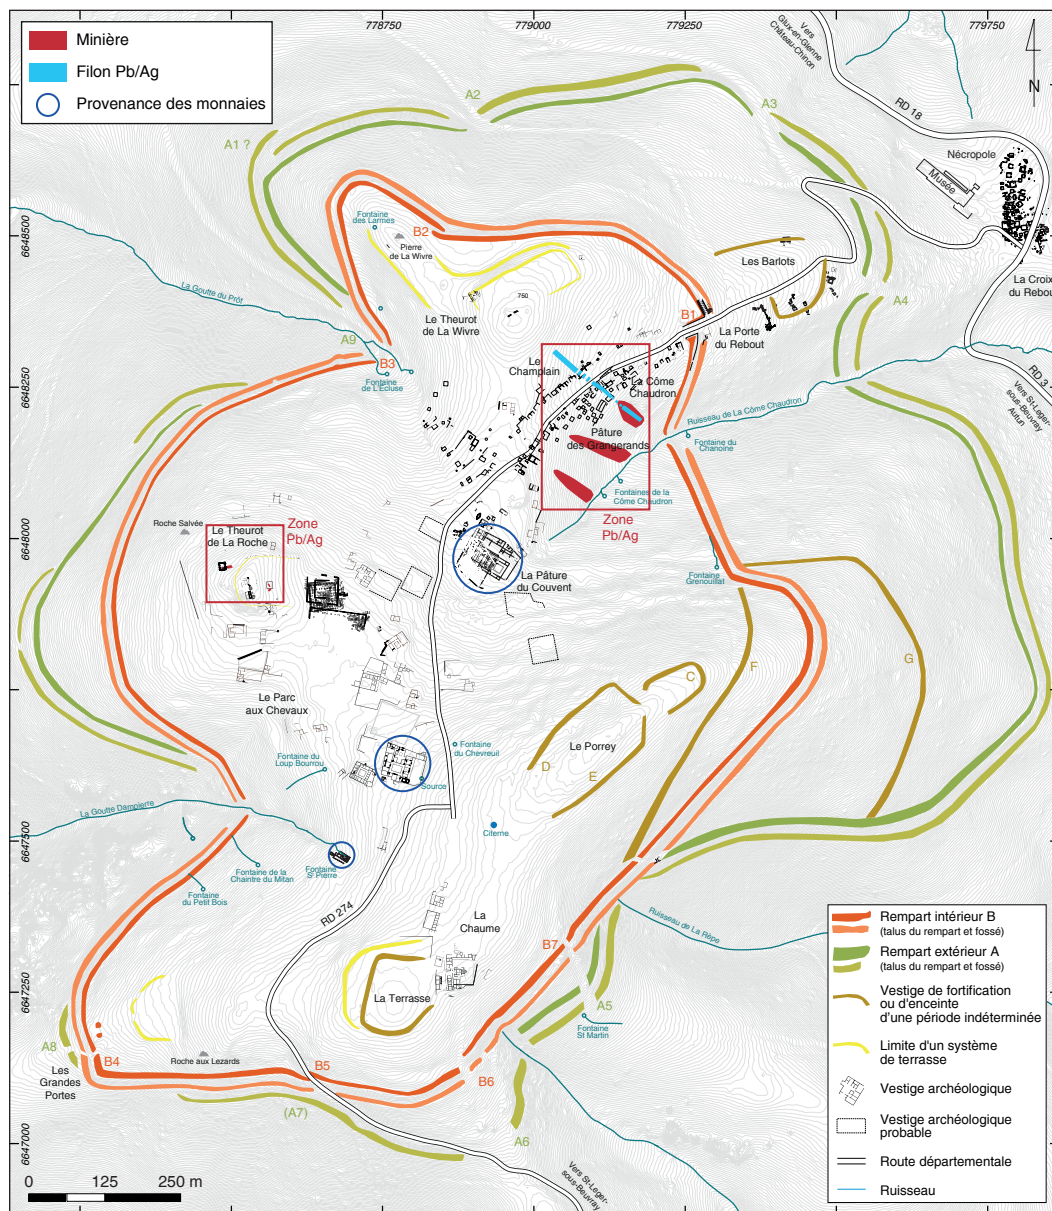 778750
779000
779250
779750
Minière
Filon Pb/Ag
Provenance des monnaies
Vers
Glux-en-Glenne
Château-Chinon
N
A2
A3
A1 ?
RD 18
Nécropole
Musée
6648500
Fontaine
des Larmes
B2
Pierre
de La Wivre
Les Barlots
La Croix
du Rebout
La Goutte du Prôt
750
Le Theurot
de La Wivre
B1
La Porte
du Rebout
A4
A9
B3
Le
Champlain
La Côme
Chaudron
RD 3
6648250
Fontaine
de L'Ecluse
Vers St-Leger-
sous-Beuvray
Autun
Ruisseau de La Côme Chaudron
Pâture
des Grangerands
Fontaine du
Chanoine
Fontaines de la
Côme Chaudron
Roche Salvée
Le Theurot
de La Roche
Zone
Pb/Ag
Zone
Pb/Ag
6648000
La Pâture
du Couvent
Fontaine
Grenouillat
F
G
C
Le Parc
aux Chevaux
Le Porrey
D
E
Fontaine
du Chevreuil
Fontaine du
Loup Bourrou
Source
La Goutte Dampierre
Citerne
6647500
Fontaine
St Pierre
Fontaine de la
Chaintre du Mitan
Fontaine
du Petit Bois
RD 274
La
Chaume
Ruisseau de La Rêpe
B7
Rempart intérieur B
(talus du rempart et fossé)
Rempart extérieur A
(talus du rempart et fossé)
Vestige de fortification
ou d'enceinte
d'une période indéterminée
Limite d'un système
de terrasse
Vestige archéologique
Vestige archéologique
probable
Route départementale
Ruisseau
6647250
La Terrasse
A5
Fontaine
St Martin
A8
B4
Les
Grandes
Portes
Roche aux Lezards
B5
B6
(A7)
A6
6647000
Vers St-Leger-
sous-Beuvray
0
125
250 m